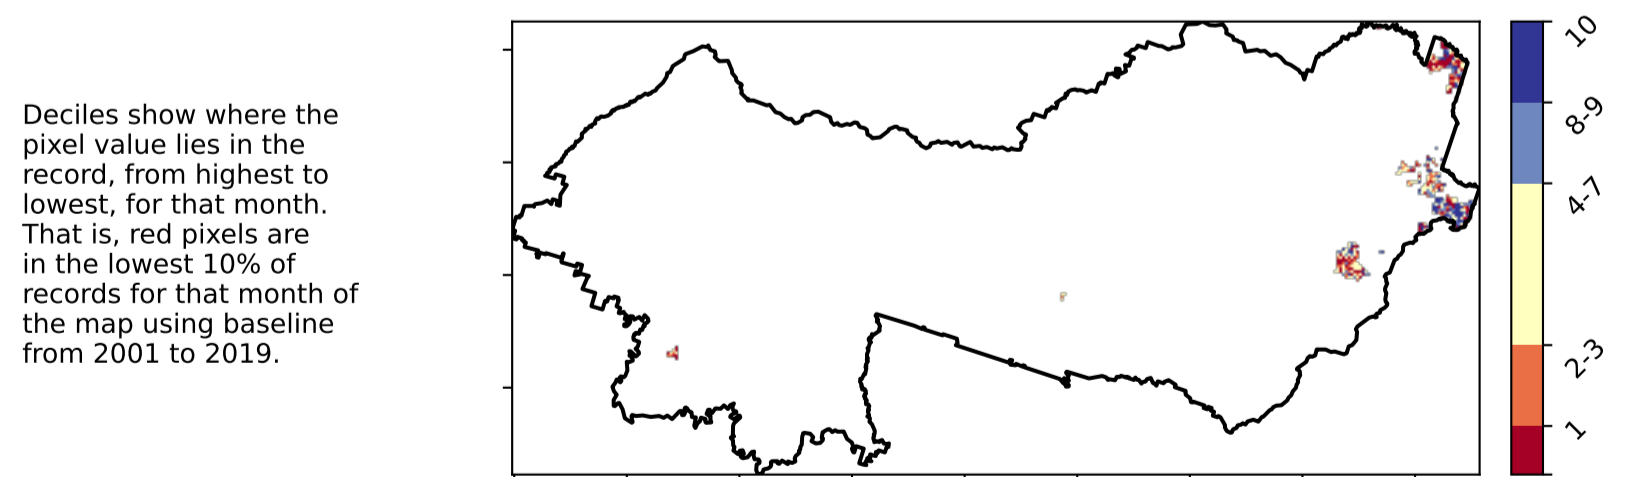 Deciles show where the
pixel value lies in the
record, from highest to
lowest, for that month.
That is, red pixels are
in the lowest 10% of
records for that month of
the map using baseline
from 2001 to 2019.
10
8-9
4-7
2-3
1